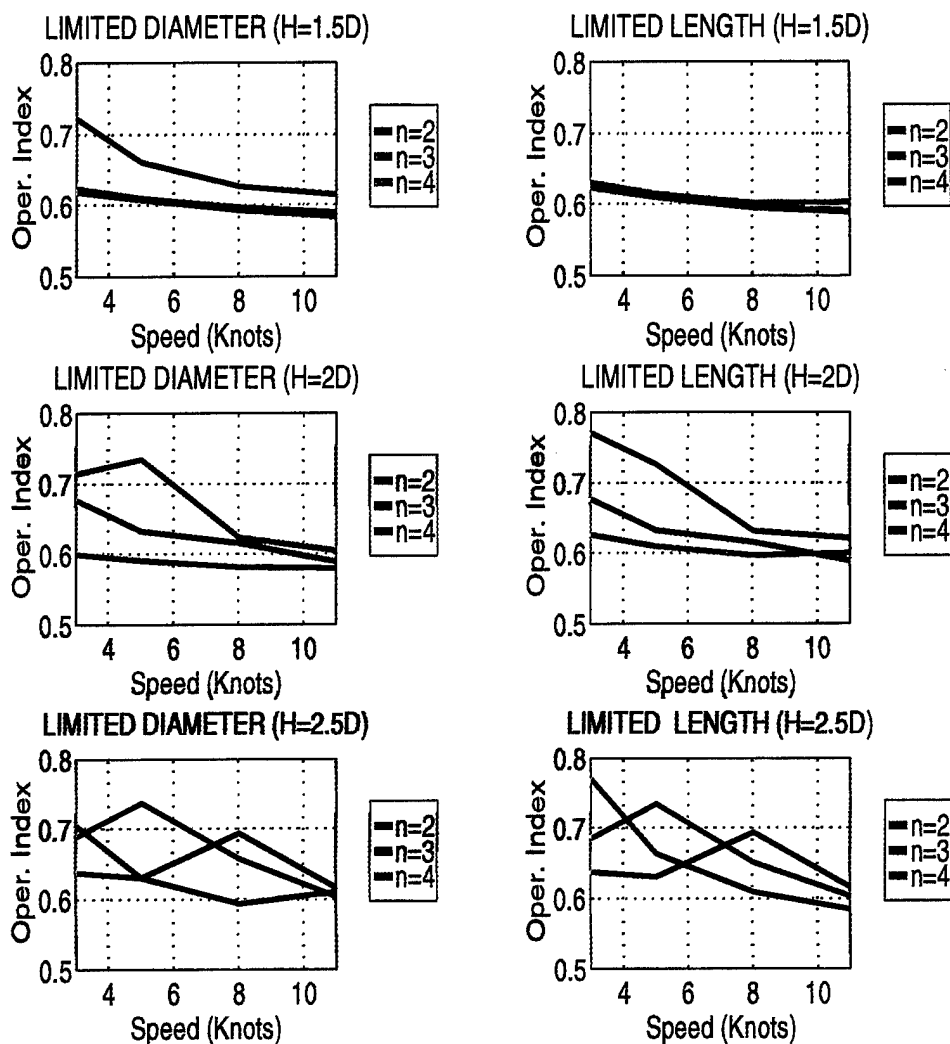 LIMITED DIAMETER (H=1.5D)
Oper. Index
0.8
0.7
0.6
0.5
4 6 8 10
Speed (Knots)
n=2
n=3
n=4
LIMITED LENGTH (H=1.5D)
Oper. Index
0.8
0.7
0.6
0.5
4 6 8 10
Speed (Knots)
n=2
n=3
n=4
LIMITED DIAMETER (H=2D)
Oper. Index
0.8
0.7
0.6
0.5
4 6 8 10
Speed (Knots)
n=2
n=3
n=4
LIMITED LENGTH (H=2D)
Oper. Index
0.8
0.7
0.6
0.5
4 6 8 10
Speed (Knots)
n=2
n=3
n=4
LIMITED DIAMETER (H=2.5D)
Oper. Index
0.8
0.7
0.6
0.5
4 6 8 10
Speed (Knots)
n=2
n=3
n=4
LIMITED LENGTH (H=2.5D)
Oper. Index
0.8
0.7
0.6
0.5
4 6 8 10
Speed (Knots)
n=2
n=3
n=4